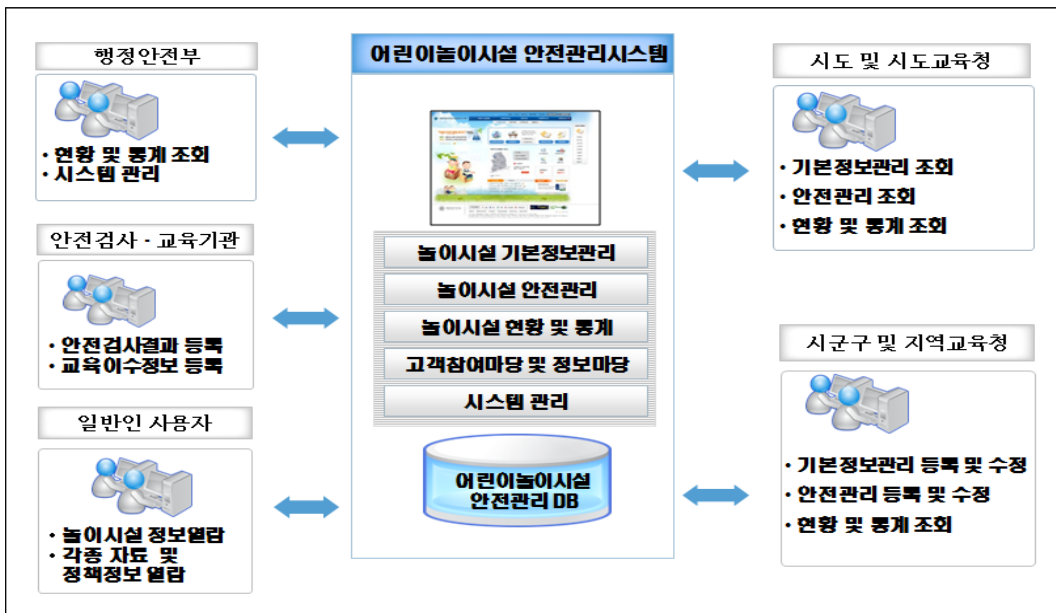 행정안전부
• 현황 및 통계 조회
• 시스템 관리
안전검사 · 교육기관
• 안전검사결과 등록
• 교육이수정보 등록
일반인 사용자
• 놀이시설 정보열람
• 각종 자료 및
정책정보 열람
어린이놀이시설 안전관리시스템
놀이시설 기본정보관리
놀이시설 안전관리
놀이시설 현황 및 통계
고객참여마당 및 정보마당
시스템 관리
어린이놀이시설
안전관리 DB
시도 및 시도교육청
• 기본정보관리 조회
• 안전관리 조회
• 현황 및 통계 조회
시군구 및 지역교육청
• 기본정보관리 등록 및 수정
• 안전관리 등록 및 수정
• 현황 및 통계 조회